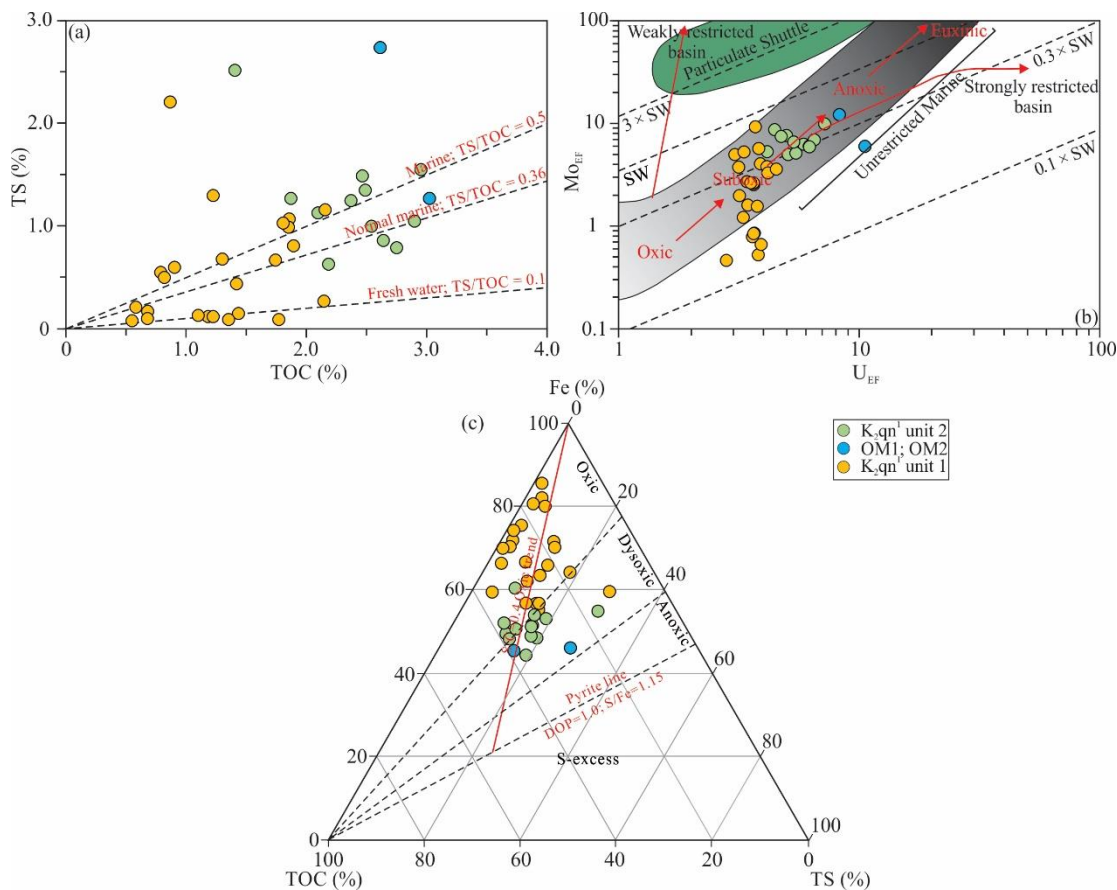 (a)
3.0
2.0
1.0
0
TS (%)
Marine; TS/TOC = 0.5
Normal marine; TS/TOC = 0.36
Fresh water; TS/TOC = 0.1
0
1.0
2.0
3.0
4.0
TOC (%)
100
10
1
0.1
Mo_EF
Weakly restricted
basin
Particulate Shuttle
Euxinic
0.3 × SW
Anoxic
Strongly restricted
basin
3 × SW
Unrestricted Marine
SW
0.1 × SW
Suboxic
Oxic
(b)
1
10
100
U_EF
(c)
Fe (%)
100
0
Oxic
80
20
Dysoxic
60
40
Anoxic
40
60
Pyrite line
DOP=1.0; S/Fe=1.15
20
80
S-excess
0
100
100
80
60
40
20
0
TOC (%)
TS (%)
K₂qn¹ unit 2
OM1; OM2
K₂qn¹ unit 1